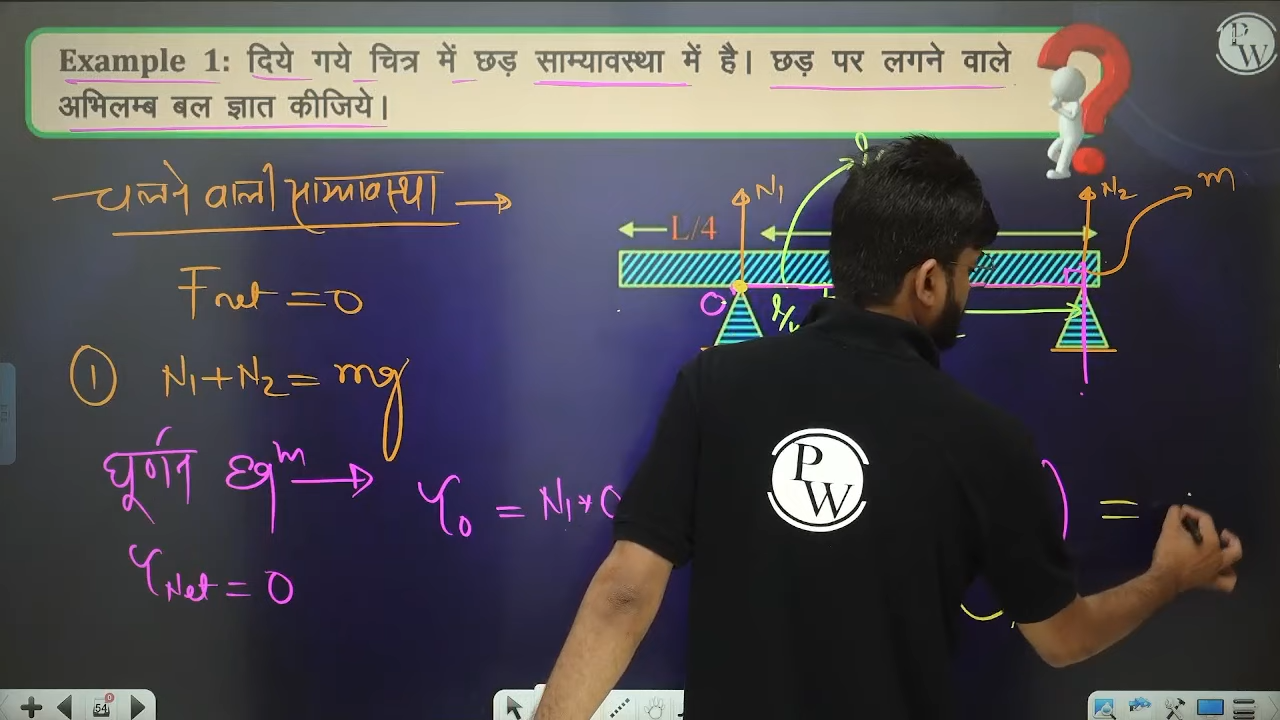 Example 1: दिये गये चित्र में छड़ साम्यावस्था में है। छड़ पर लगने वाले
अभिलम्ब बल ज्ञात कीजिये।
P
W
चलने वाली साम्यावस्था
Fnet = 0
① N₁ + N₂ = mg
घूर्णन
τ₀ = N₁ × 0
) =
τNet = 0
N₁
N₂
m
L/4
O
P
W
54